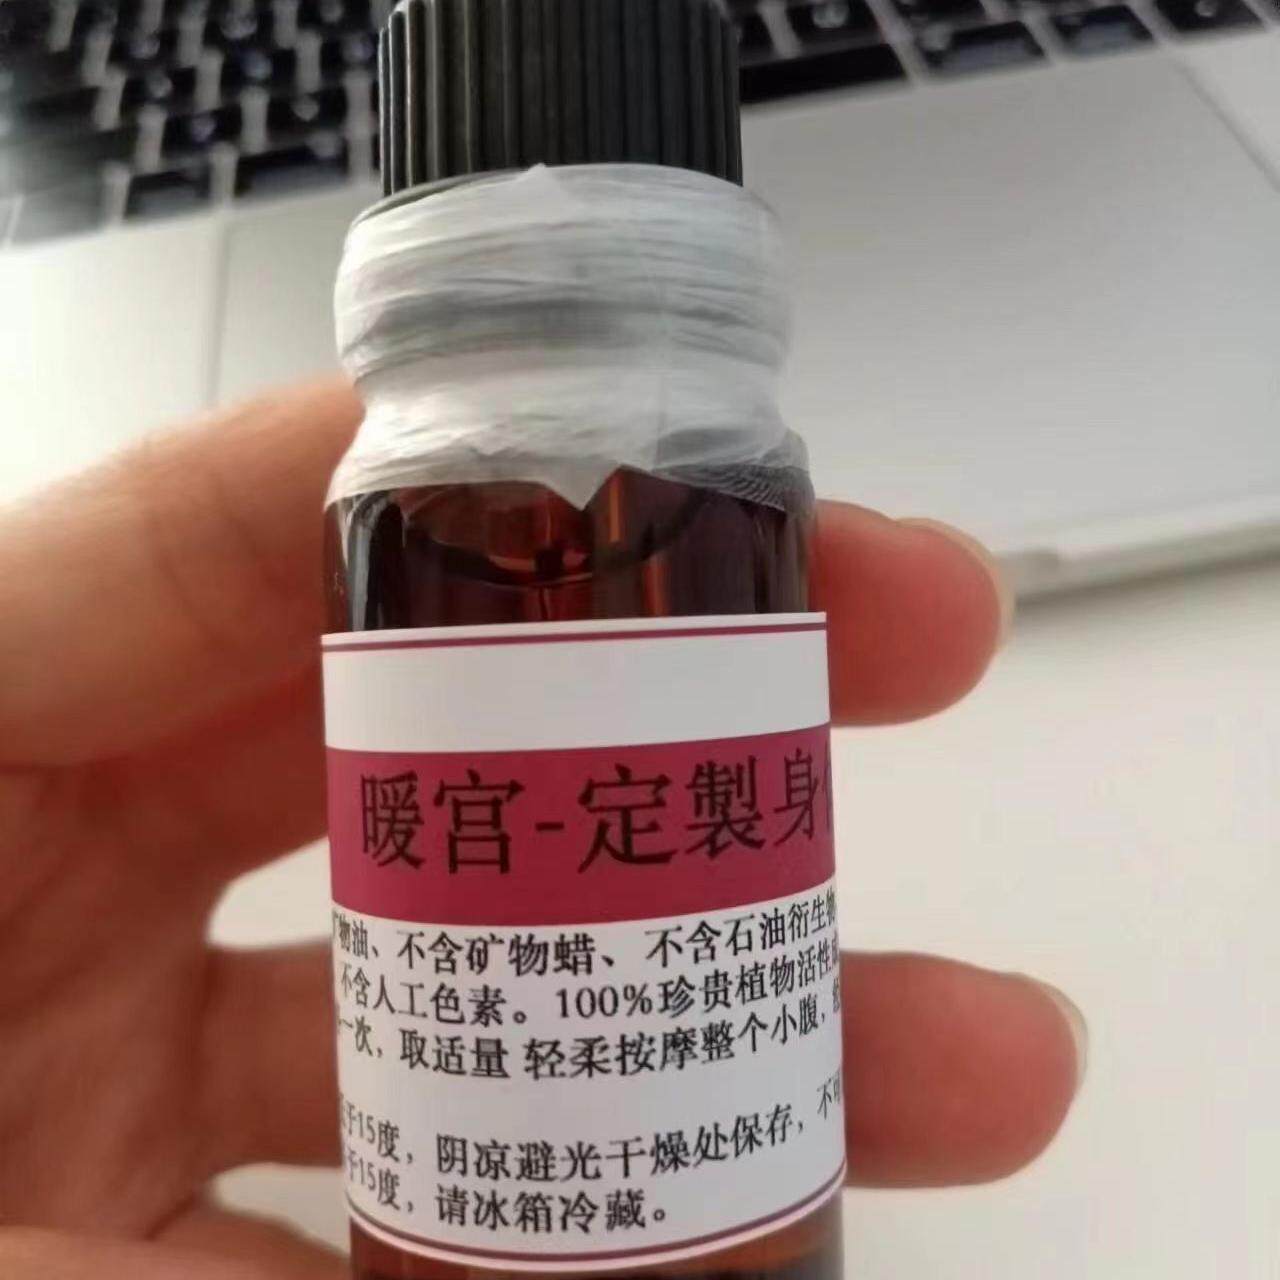 暖宫-定製身
物油、不含矿物蜡、不含石油衍生物
不含人工色素。100%珍贵植物活性
一次，取适量 轻柔按摩整个小腹，
于15度，阴凉避光干燥处保存，不可
于15度，请冰箱冷藏。